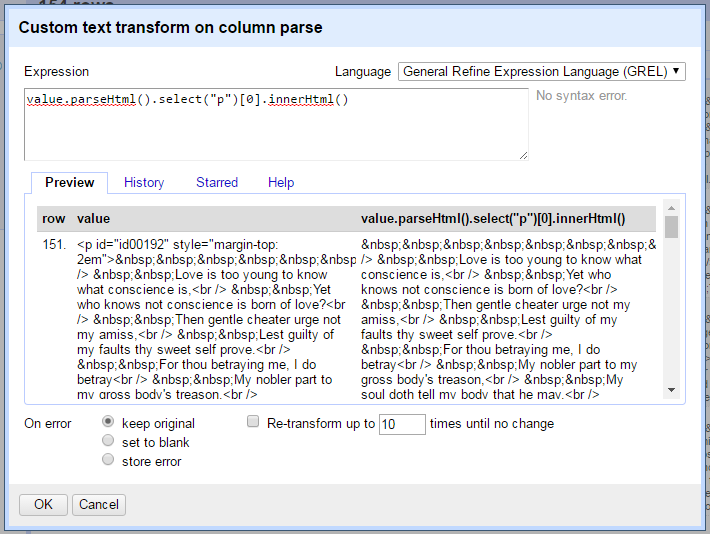 154 rows
Custom text transform on column parse
Expression
Language General Refine Expression Language (GREL)
value.parseHtml().select("p")[0].innerHtml()
No syntax error.
Preview History Starred Help
row value value.parseHtml().select("p")[0].innerHtml()
151. <p id="id00192" style="margin-top: &nbsp;&nbsp;&nbsp;&nbsp;&nbsp;&nbsp;&nbsp;&
2em">&nbsp;&nbsp;&nbsp;&nbsp;&nbsp;&nbsp /> &nbsp;&nbsp;Love is too young to know what
/> &nbsp;&nbsp;Love is too young to know conscience is,<br /> &nbsp;&nbsp;Yet who
what conscience is,<br /> &nbsp;&nbsp;Yet knows not conscience is born of love?<br />
who knows not conscience is born of love?<br &nbsp;&nbsp;Then gentle cheater urge not my
/> &nbsp;&nbsp;Then gentle cheater urge not amiss,<br /> &nbsp;&nbsp;Lest guilty of my
my amiss,<br /> &nbsp;&nbsp;Lest guilty of faults thy sweet self prove.<br />
my faults thy sweet self prove.<br /> &nbsp;&nbsp;For thou betraying me, I do
&nbsp;&nbsp;For thou betraying me, I do betray<br /> &nbsp;&nbsp;My nobler part to my
betray<br /> &nbsp;&nbsp;My nobler part to gross body's treason,<br /> &nbsp;&nbsp;My
my gross body's treason,<br /> soul doth tell my body that he may,<br />
On error keep original Re-transform up to 10 times until no change
set to blank
store error
OK Cancel